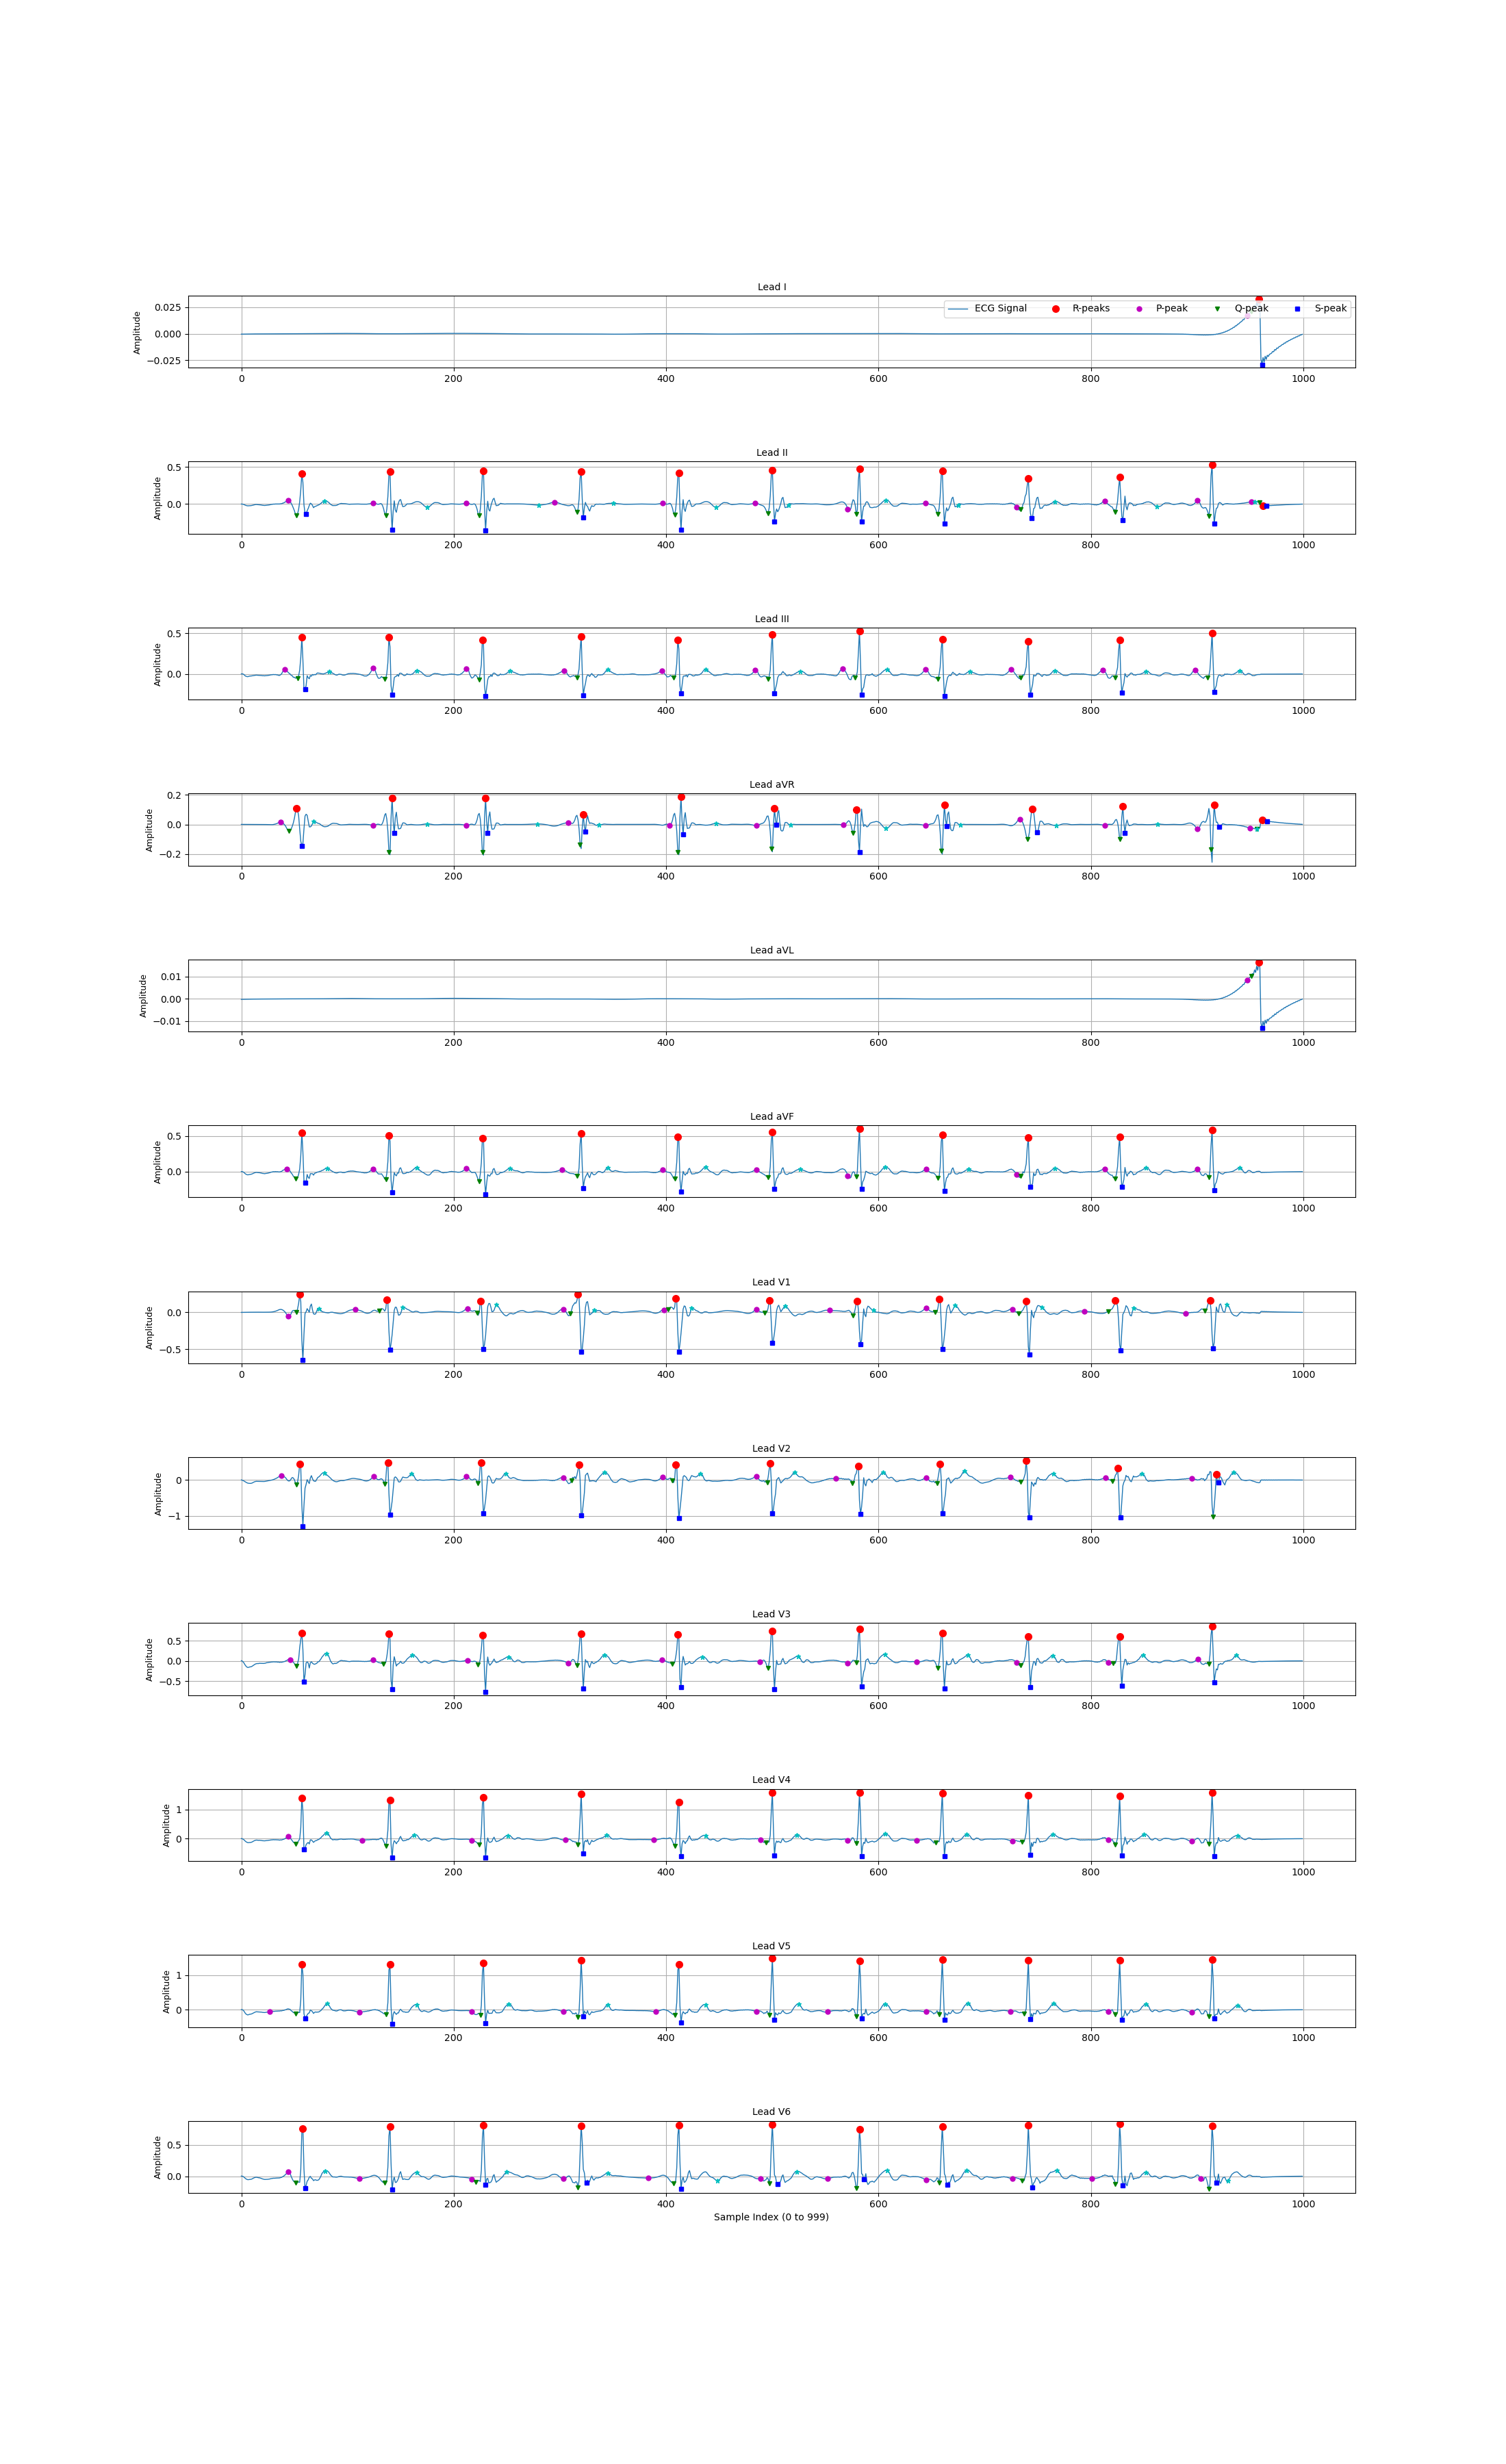 Lead I
Amplitude
0.025
0.000
−0.025
ECG Signal R-peaks P-peak Q-peak S-peak
0 200 400 600 800 1000
Lead II
Amplitude
0.5
0.0
0 200 400 600 800 1000
Lead III
Amplitude
0.5
0.0
0 200 400 600 800 1000
Lead aVR
Amplitude
0.2
0.0
−0.2
0 200 400 600 800 1000
Lead aVL
Amplitude
0.01
0.00
−0.01
0 200 400 600 800 1000
Lead aVF
Amplitude
0.5
0.0
0 200 400 600 800 1000
Lead V1
Amplitude
0.0
−0.5
0 200 400 600 800 1000
Lead V2
Amplitude
0
−1
0 200 400 600 800 1000
Lead V3
Amplitude
0.5
0.0
−0.5
0 200 400 600 800 1000
Lead V4
Amplitude
1
0
0 200 400 600 800 1000
Lead V5
Amplitude
1
0
0 200 400 600 800 1000
Lead V6
Amplitude
0.5
0.0
0 200 400 600 800 1000
Sample Index (0 to 999)